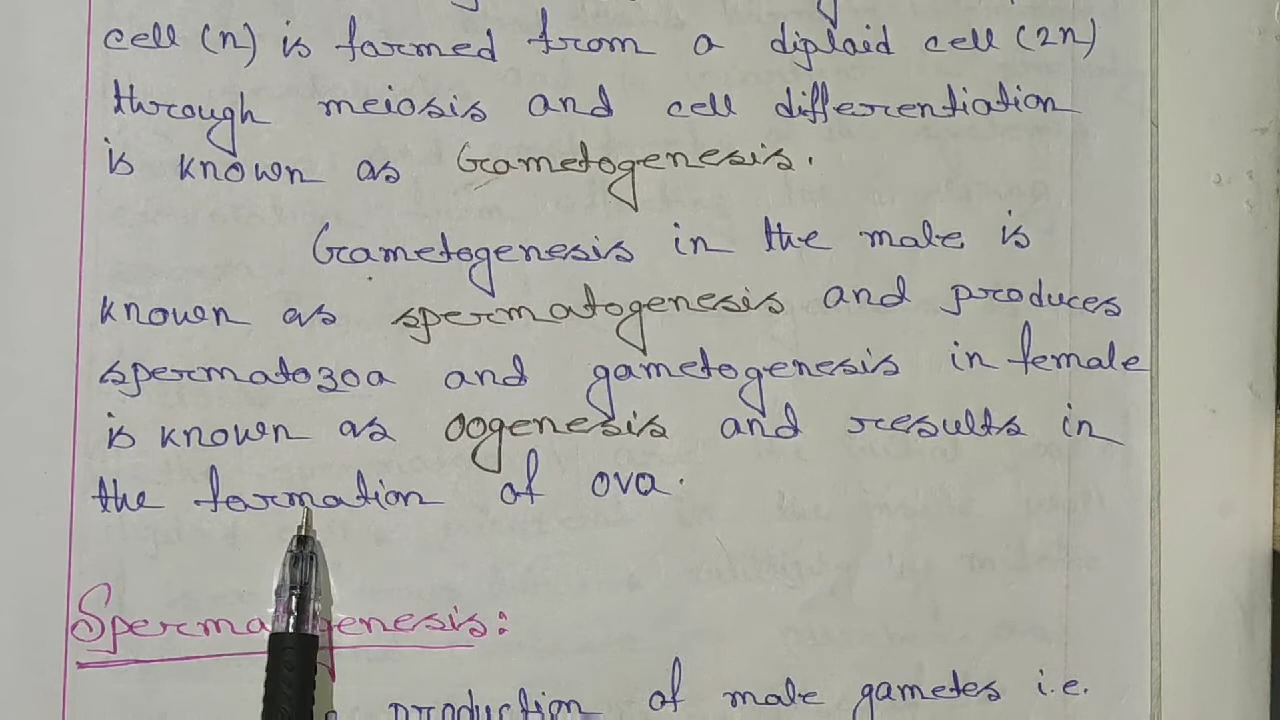 cell (n) is formed from a diploid cell (2n)
through meiosis and cell differentiation
is known as Gametogenesis.
Gametogenesis in the male is
known as spermatogenesis and produces
spermatozoa and gametogenesis in female
is known as oogenesis and results in
the formation of ova.
Spermatogenesis:
production of male gametes i.e.